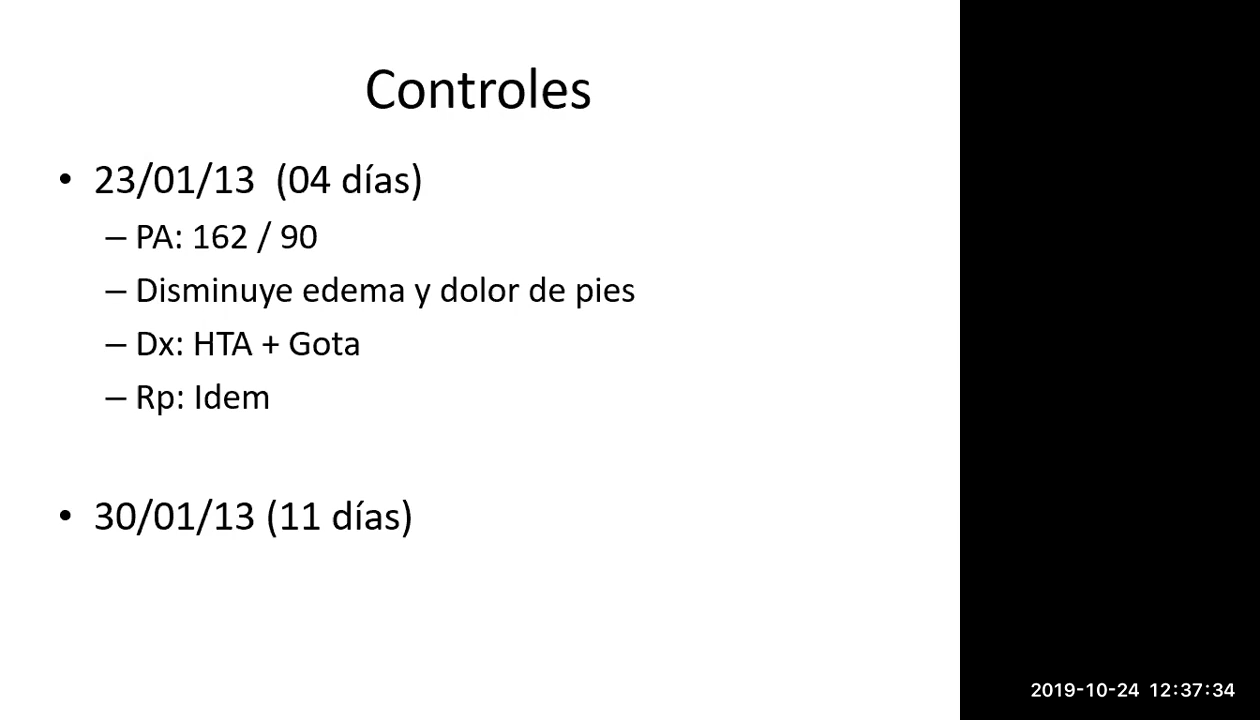 Controles
• 23/01/13 (04 días)
– PA: 162 / 90
– Disminuye edema y dolor de pies
– Dx: HTA + Gota
– Rp: Idem
• 30/01/13 (11 días)
2019-10-24 12:37:34